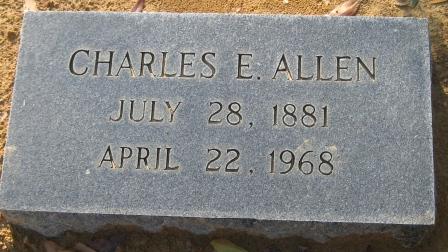 CHARLES E. ALLEN
JULY 28, 1881
APRIL 22, 1968